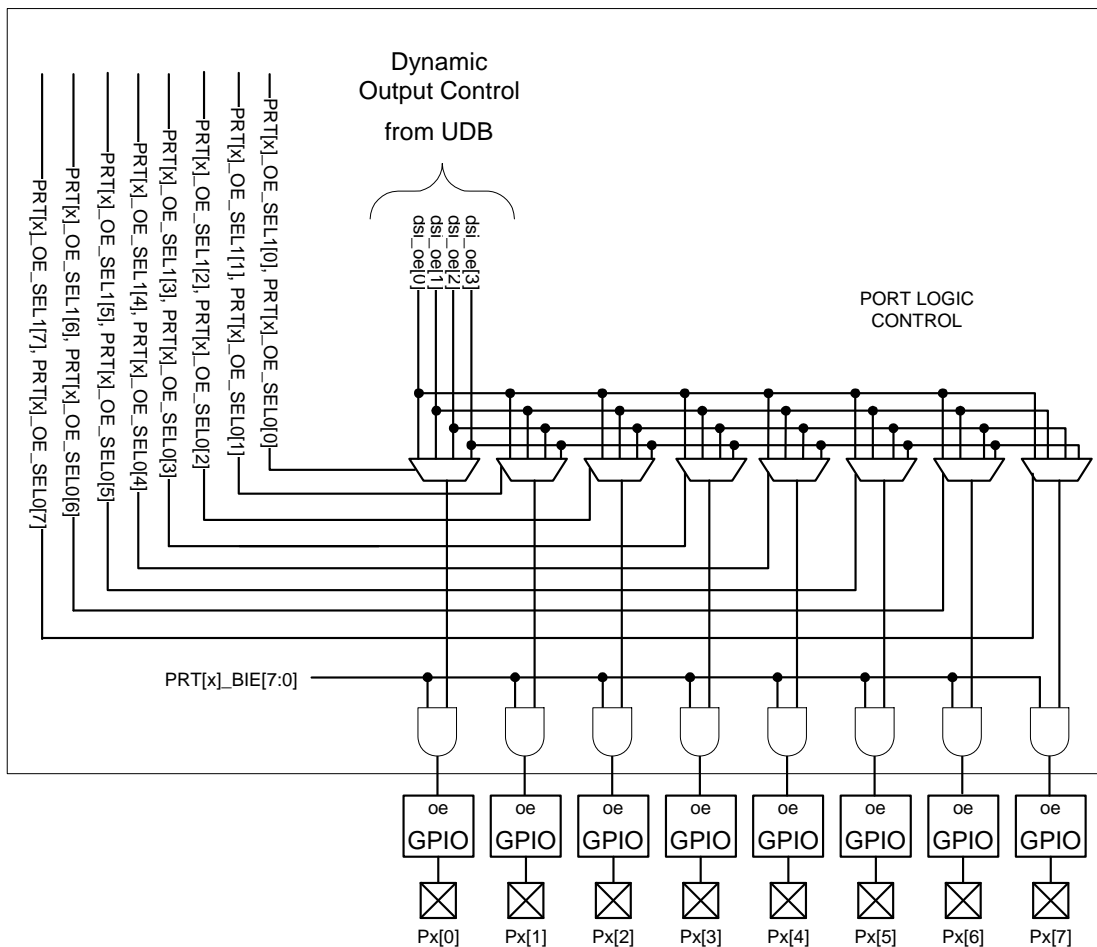 Dynamic
Output Control
from UDB
PRT[x]_OE_SEL1[7], PRT[x]_OE_SEL0[7]
PRT[x]_OE_SEL1[6], PRT[x]_OE_SEL0[6]
PRT[x]_OE_SEL1[5], PRT[x]_OE_SEL0[5]
PRT[x]_OE_SEL1[4], PRT[x]_OE_SEL0[4]
PRT[x]_OE_SEL1[3], PRT[x]_OE_SEL0[3]
PRT[x]_OE_SEL1[2], PRT[x]_OE_SEL0[2]
PRT[x]_OE_SEL1[1], PRT[x]_OE_SEL0[1]
PRT[x]_OE_SEL1[0], PRT[x]_OE_SEL0[0]
dsi_oe[0]
dsi_oe[1]
dsi_oe[2]
dsi_oe[3]
PORT LOGIC
CONTROL
PRT[x]_BIE[7:0]
oe oe oe oe oe oe oe oe
GPIO GPIO GPIO GPIO GPIO GPIO GPIO GPIO
Px[0] Px[1] Px[2] Px[3] Px[4] Px[5] Px[6] Px[7]